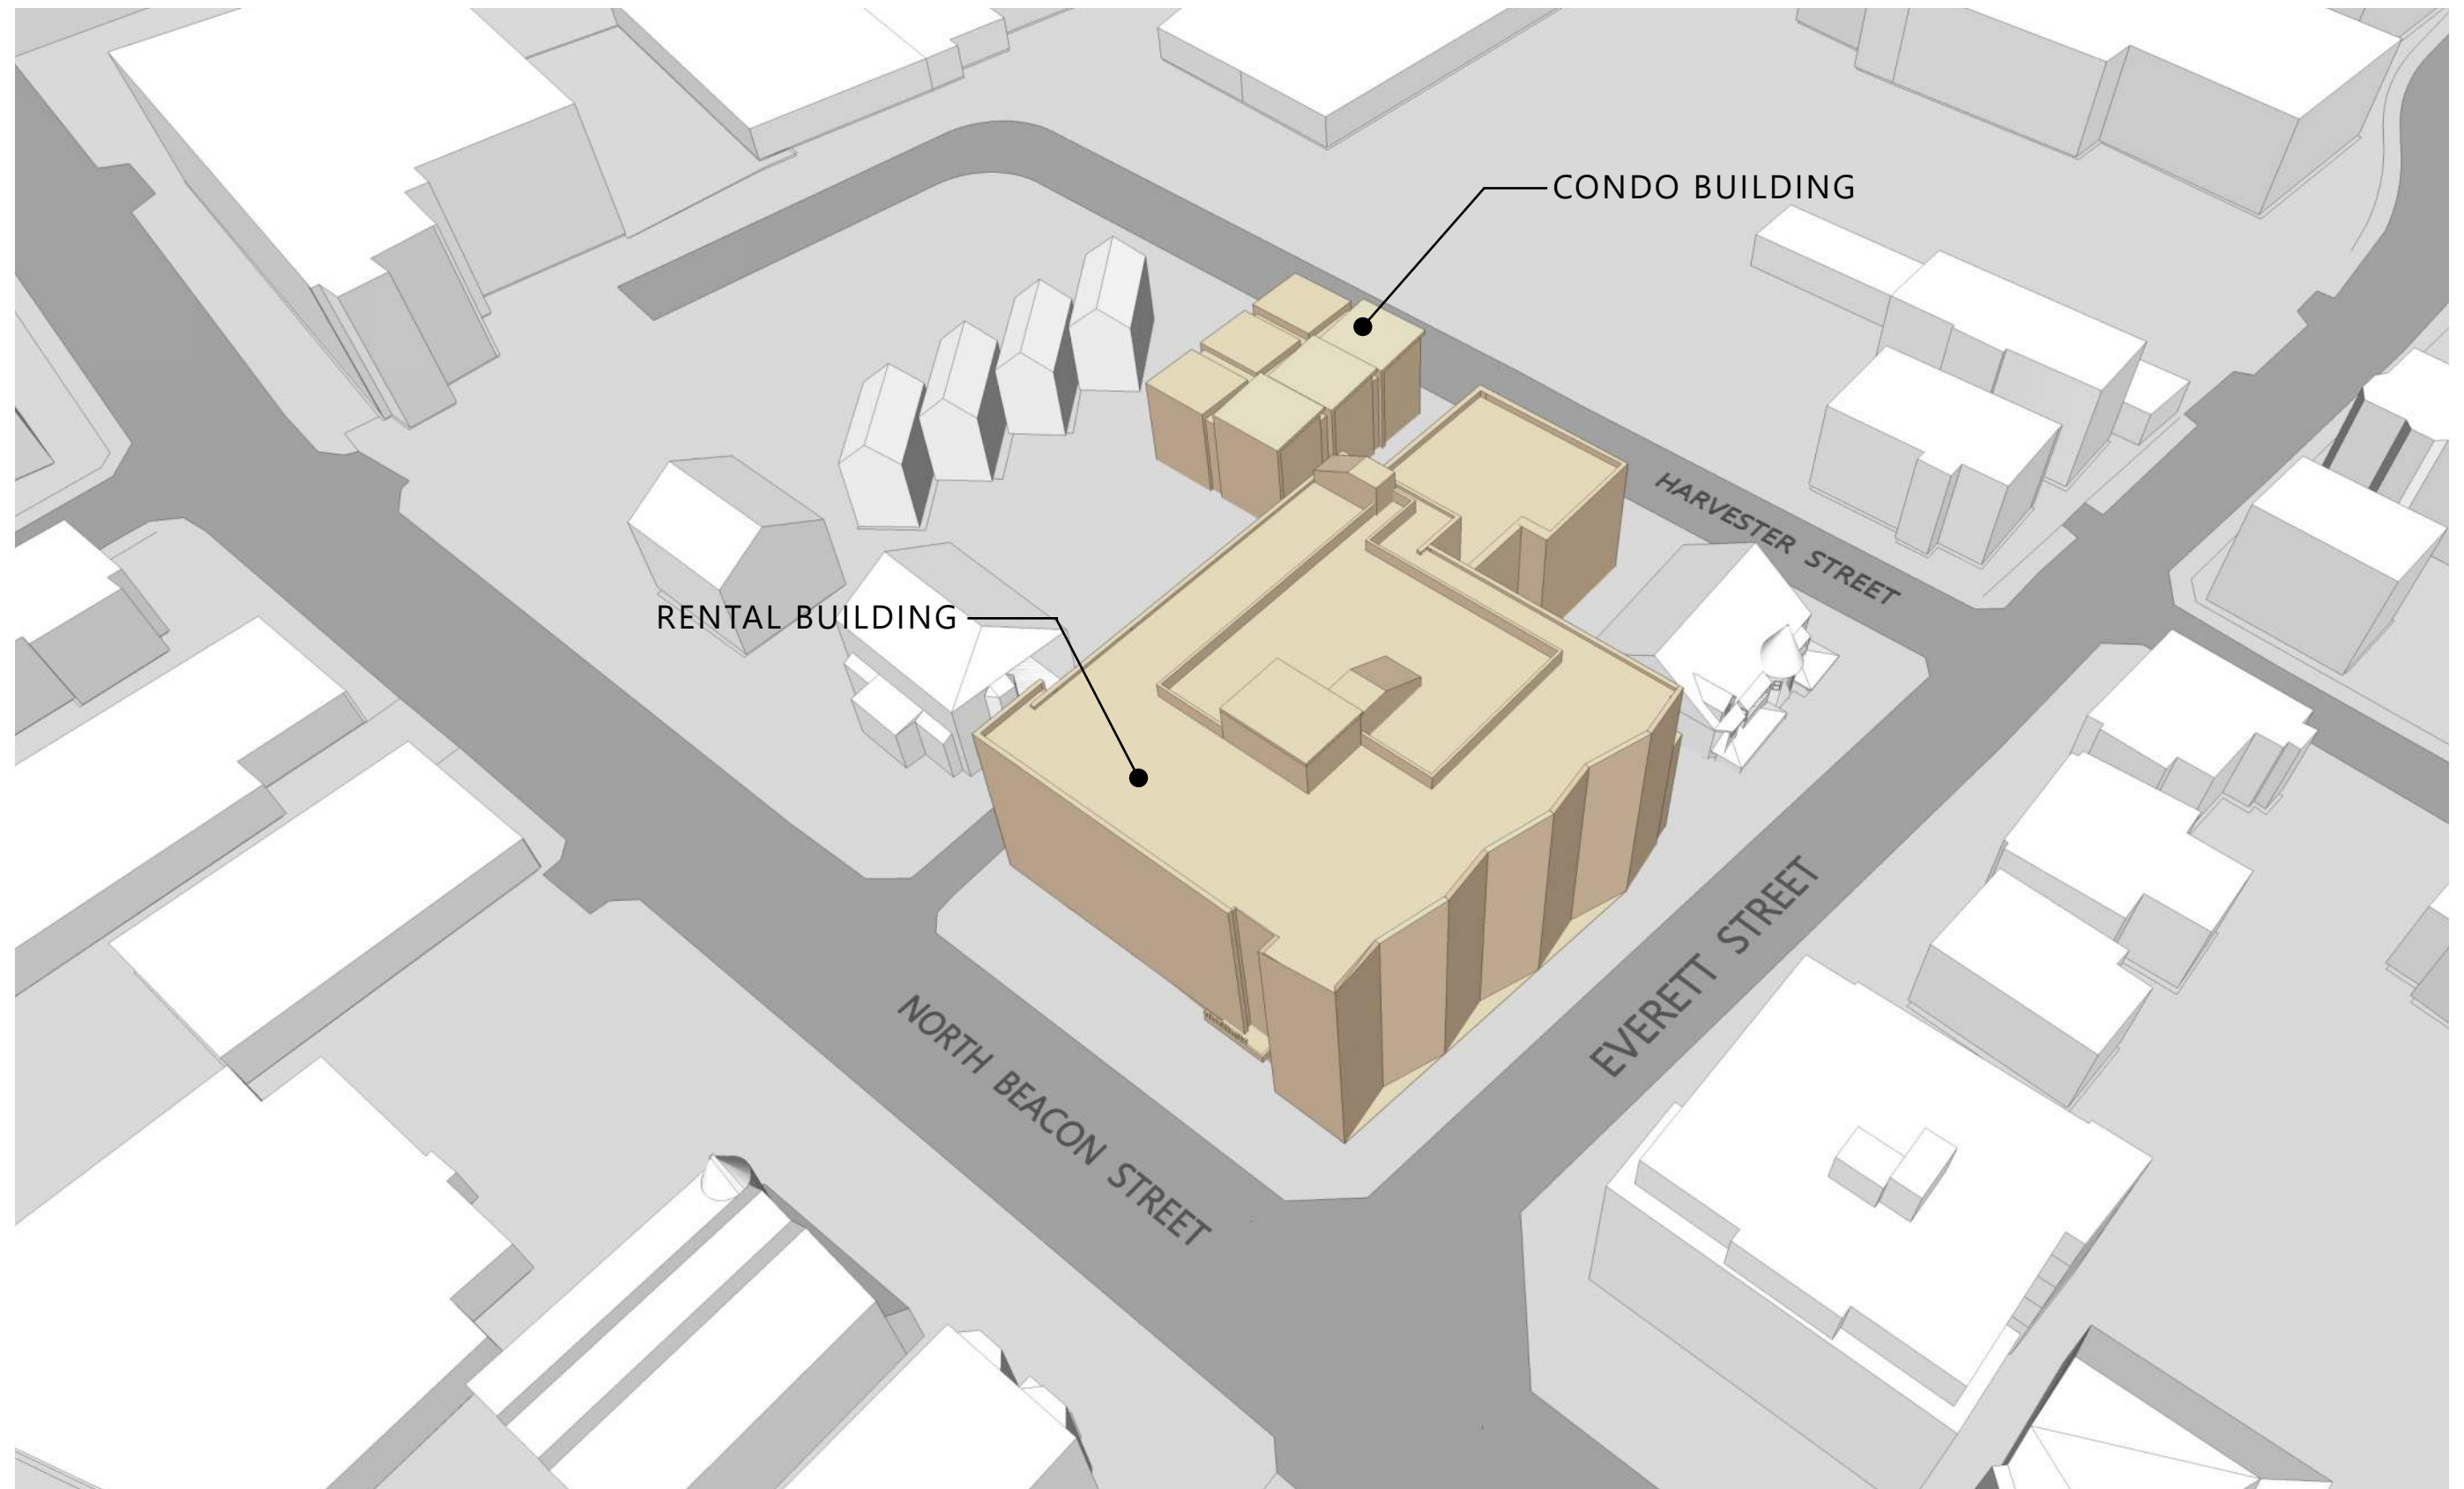 CONDO BUILDING
HARVESTER STREET
RENTAL BUILDING
EVERETT STREET
NORTH BEACON STREET